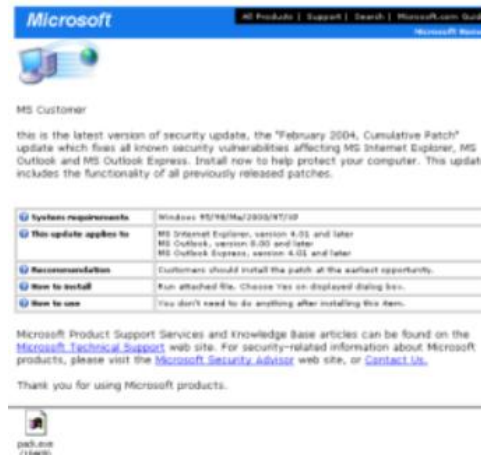 Microsoft
All Products | Support | Search | Microsoft.com Guide
Microsoft Home
MS Customer
this is the latest version of security update, the "February 2004, Cumulative Patch"
update which fixes all known security vulnerabilities affecting MS Internet Explorer, MS
Outlook and MS Outlook Express. Install now to help protect your computer. This update
includes the functionality of all previously released patches.
System requirements Windows 95/98/Me/2000/NT/XP
This update applies to MS Internet Explorer, version 4.01 and later
MS Outlook, version 8.00 and later
MS Outlook Express, version 4.01 and later
Recommendation Customers should install the patch at the earliest opportunity.
How to install Run attached file. Choose Yes on displayed dialog box.
How to use You don't need to do anything after installing this item.
Microsoft Product Support Services and Knowledge Base articles can be found on the
Microsoft Technical Support web site. For security-related information about Microsoft
products, please visit the Microsoft Security Advisor web site, or Contact Us.
Thank you for using Microsoft products.